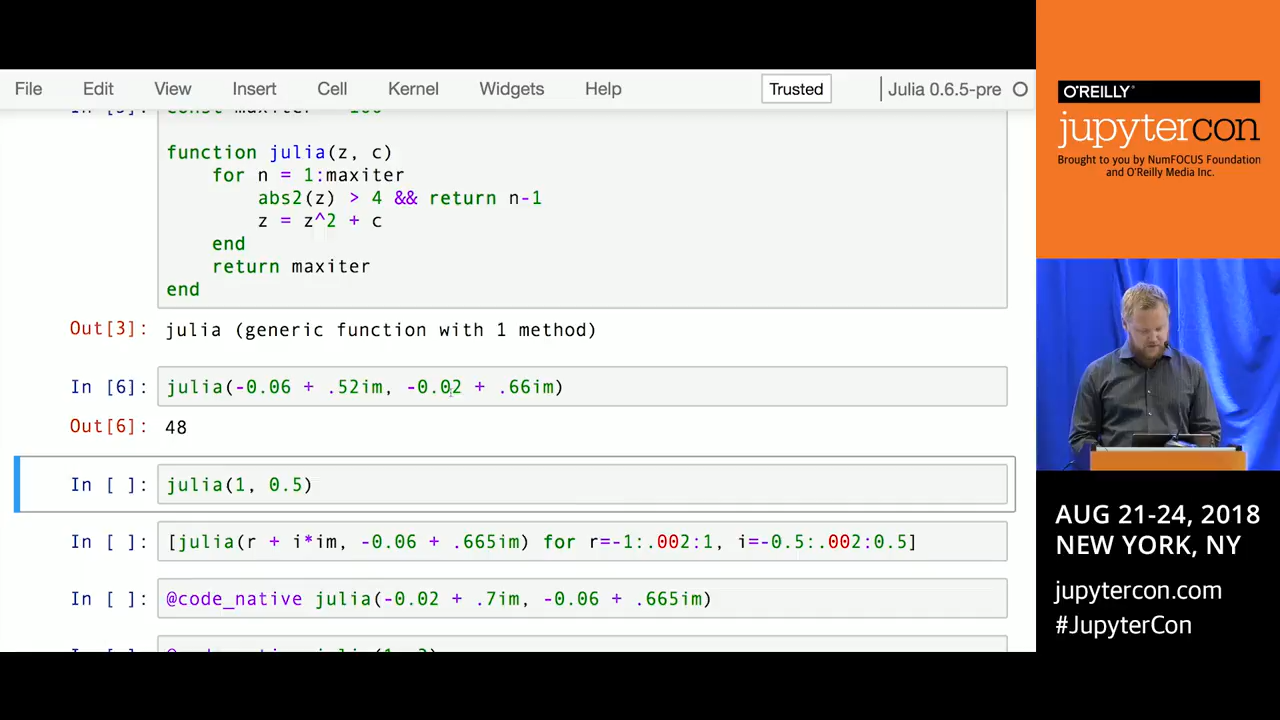 File Edit View Insert Cell Kernel Widgets Help Trusted Julia 0.6.5-pre
In [3]: const maxiter = 100
function julia(z, c)
for n = 1:maxiter
abs2(z) > 4 && return n-1
z = z^2 + c
end
return maxiter
end
Out[3]: julia (generic function with 1 method)
In [6]: julia(-0.06 + .52im, -0.02 + .66im)
Out[6]: 48
In [ ]: julia(1, 0.5)
In [ ]: [julia(r + i*im, -0.06 + .665im) for r=-1:.002:1, i=-0.5:.002:0.5]
In [ ]: @code_native julia(-0.02 + .7im, -0.06 + .665im)
O'REILLY®
jupytercon
Brought to you by NumFOCUS Foundation
and O'Reilly Media Inc.
AUG 21-24, 2018
NEW YORK, NY
jupytercon.com
#JupyterCon